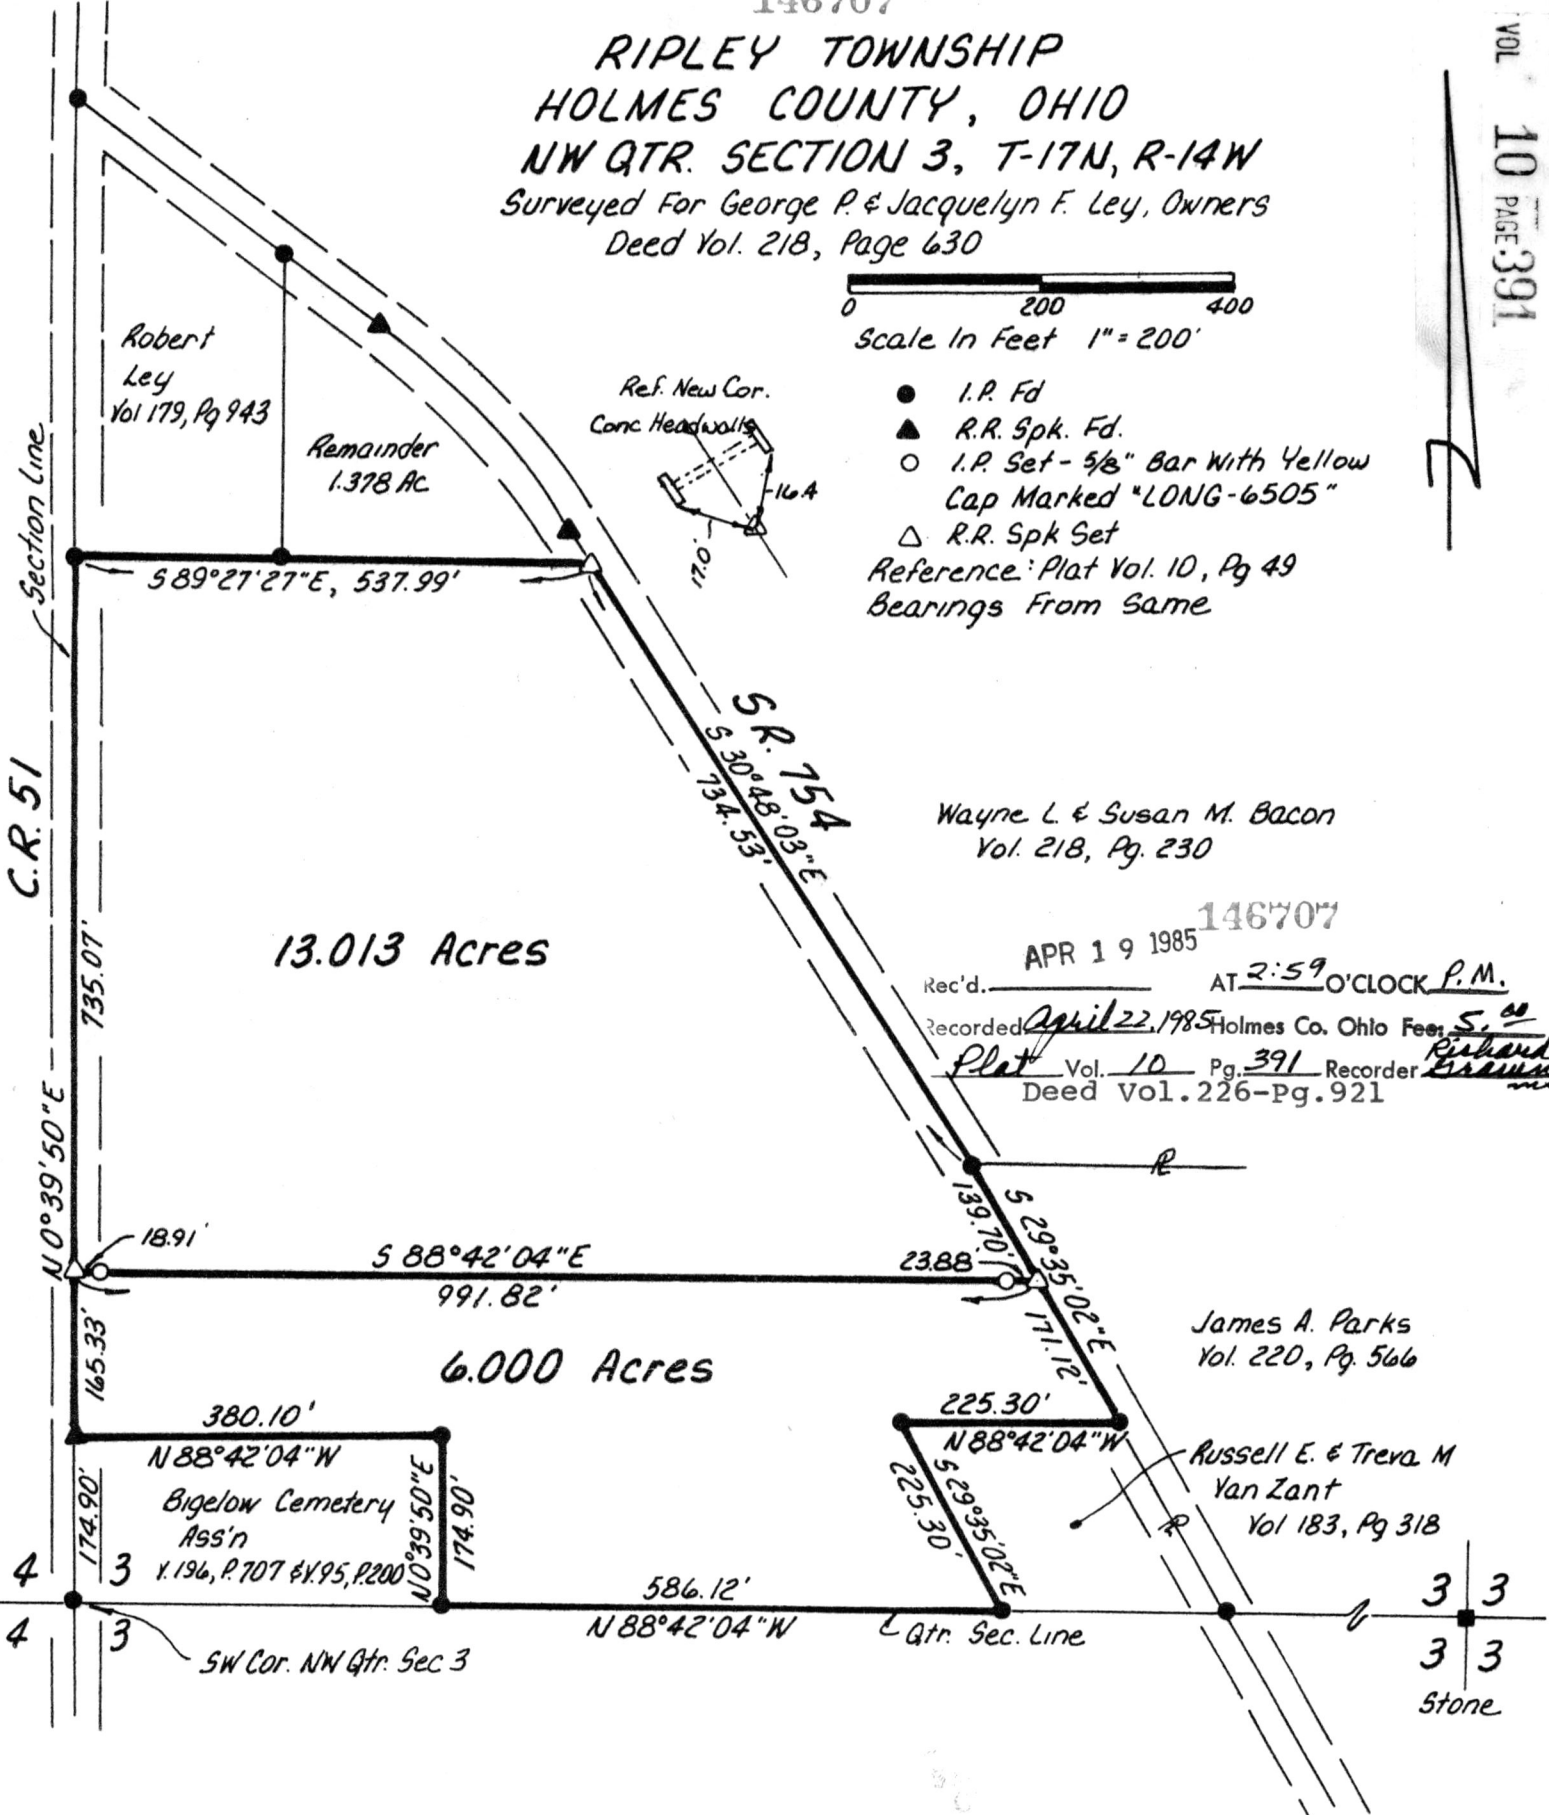 146707
RIPLEY TOWNSHIP
HOLMES COUNTY, OHIO
NW QTR. SECTION 3, T-17N, R-14W
Surveyed For George P. & Jacquelyn F. Ley, Owners
Deed Vol. 218, Page 630
VOL 10 PAGE 391
0 200 400
Scale In Feet 1" = 200'
● I.P. Fd
▲ R.R. Spk. Fd.
○ I.P. Set - 5/8" Bar With Yellow
Cap Marked "LONG-6505"
△ R.R. Spk Set
Reference: Plat Vol. 10, Pg 49
Bearings From Same
Ref. New Cor.
Conc Headwalls
16.4
17.0'
Robert
Ley
Vol 179, Pg 943
Remainder
1.378 Ac
Section Line
S 89°27'27"E, 537.99'
C.R. 51
S.R. 754
S 30°48'03"E
734.53'
Wayne L. & Susan M. Bacon
Vol. 218, Pg. 230
13.013 Acres
735.07'
N 0°39'50"E
146707
Rec'd. APR 19 1985 AT 2:59 O'CLOCK P.M.
Recorded April 22, 1985 Holmes Co. Ohio Fee: 5.00
Plat Vol. 10 Pg. 391 Recorder Richard
Deed Vol.226-Pg.921
PL
18.91'
S 88°42'04"E
991.82'
23.88'
139.70'
S 29°35'02"E
171.12'
165.33'
6.000 Acres
James A. Parks
Vol. 220, Pg. 566
380.10'
N 88°42'04"W
225.30'
N 88°42'04"W
Russell E. & Treva M
Van Zant
Vol 183, Pg 318
PL
174.90'
Bigelow Cemetery
Ass'n
V.196, P.707 & V.95, P.200
N 0°39'50"E
174.90'
S 29°35'02"E
225.30'
4 3
4 3
586.12'
N 88°42'04"W
Qtr. Sec. Line
SW Cor. NW Qtr. Sec 3
3 3
3 3
Stone